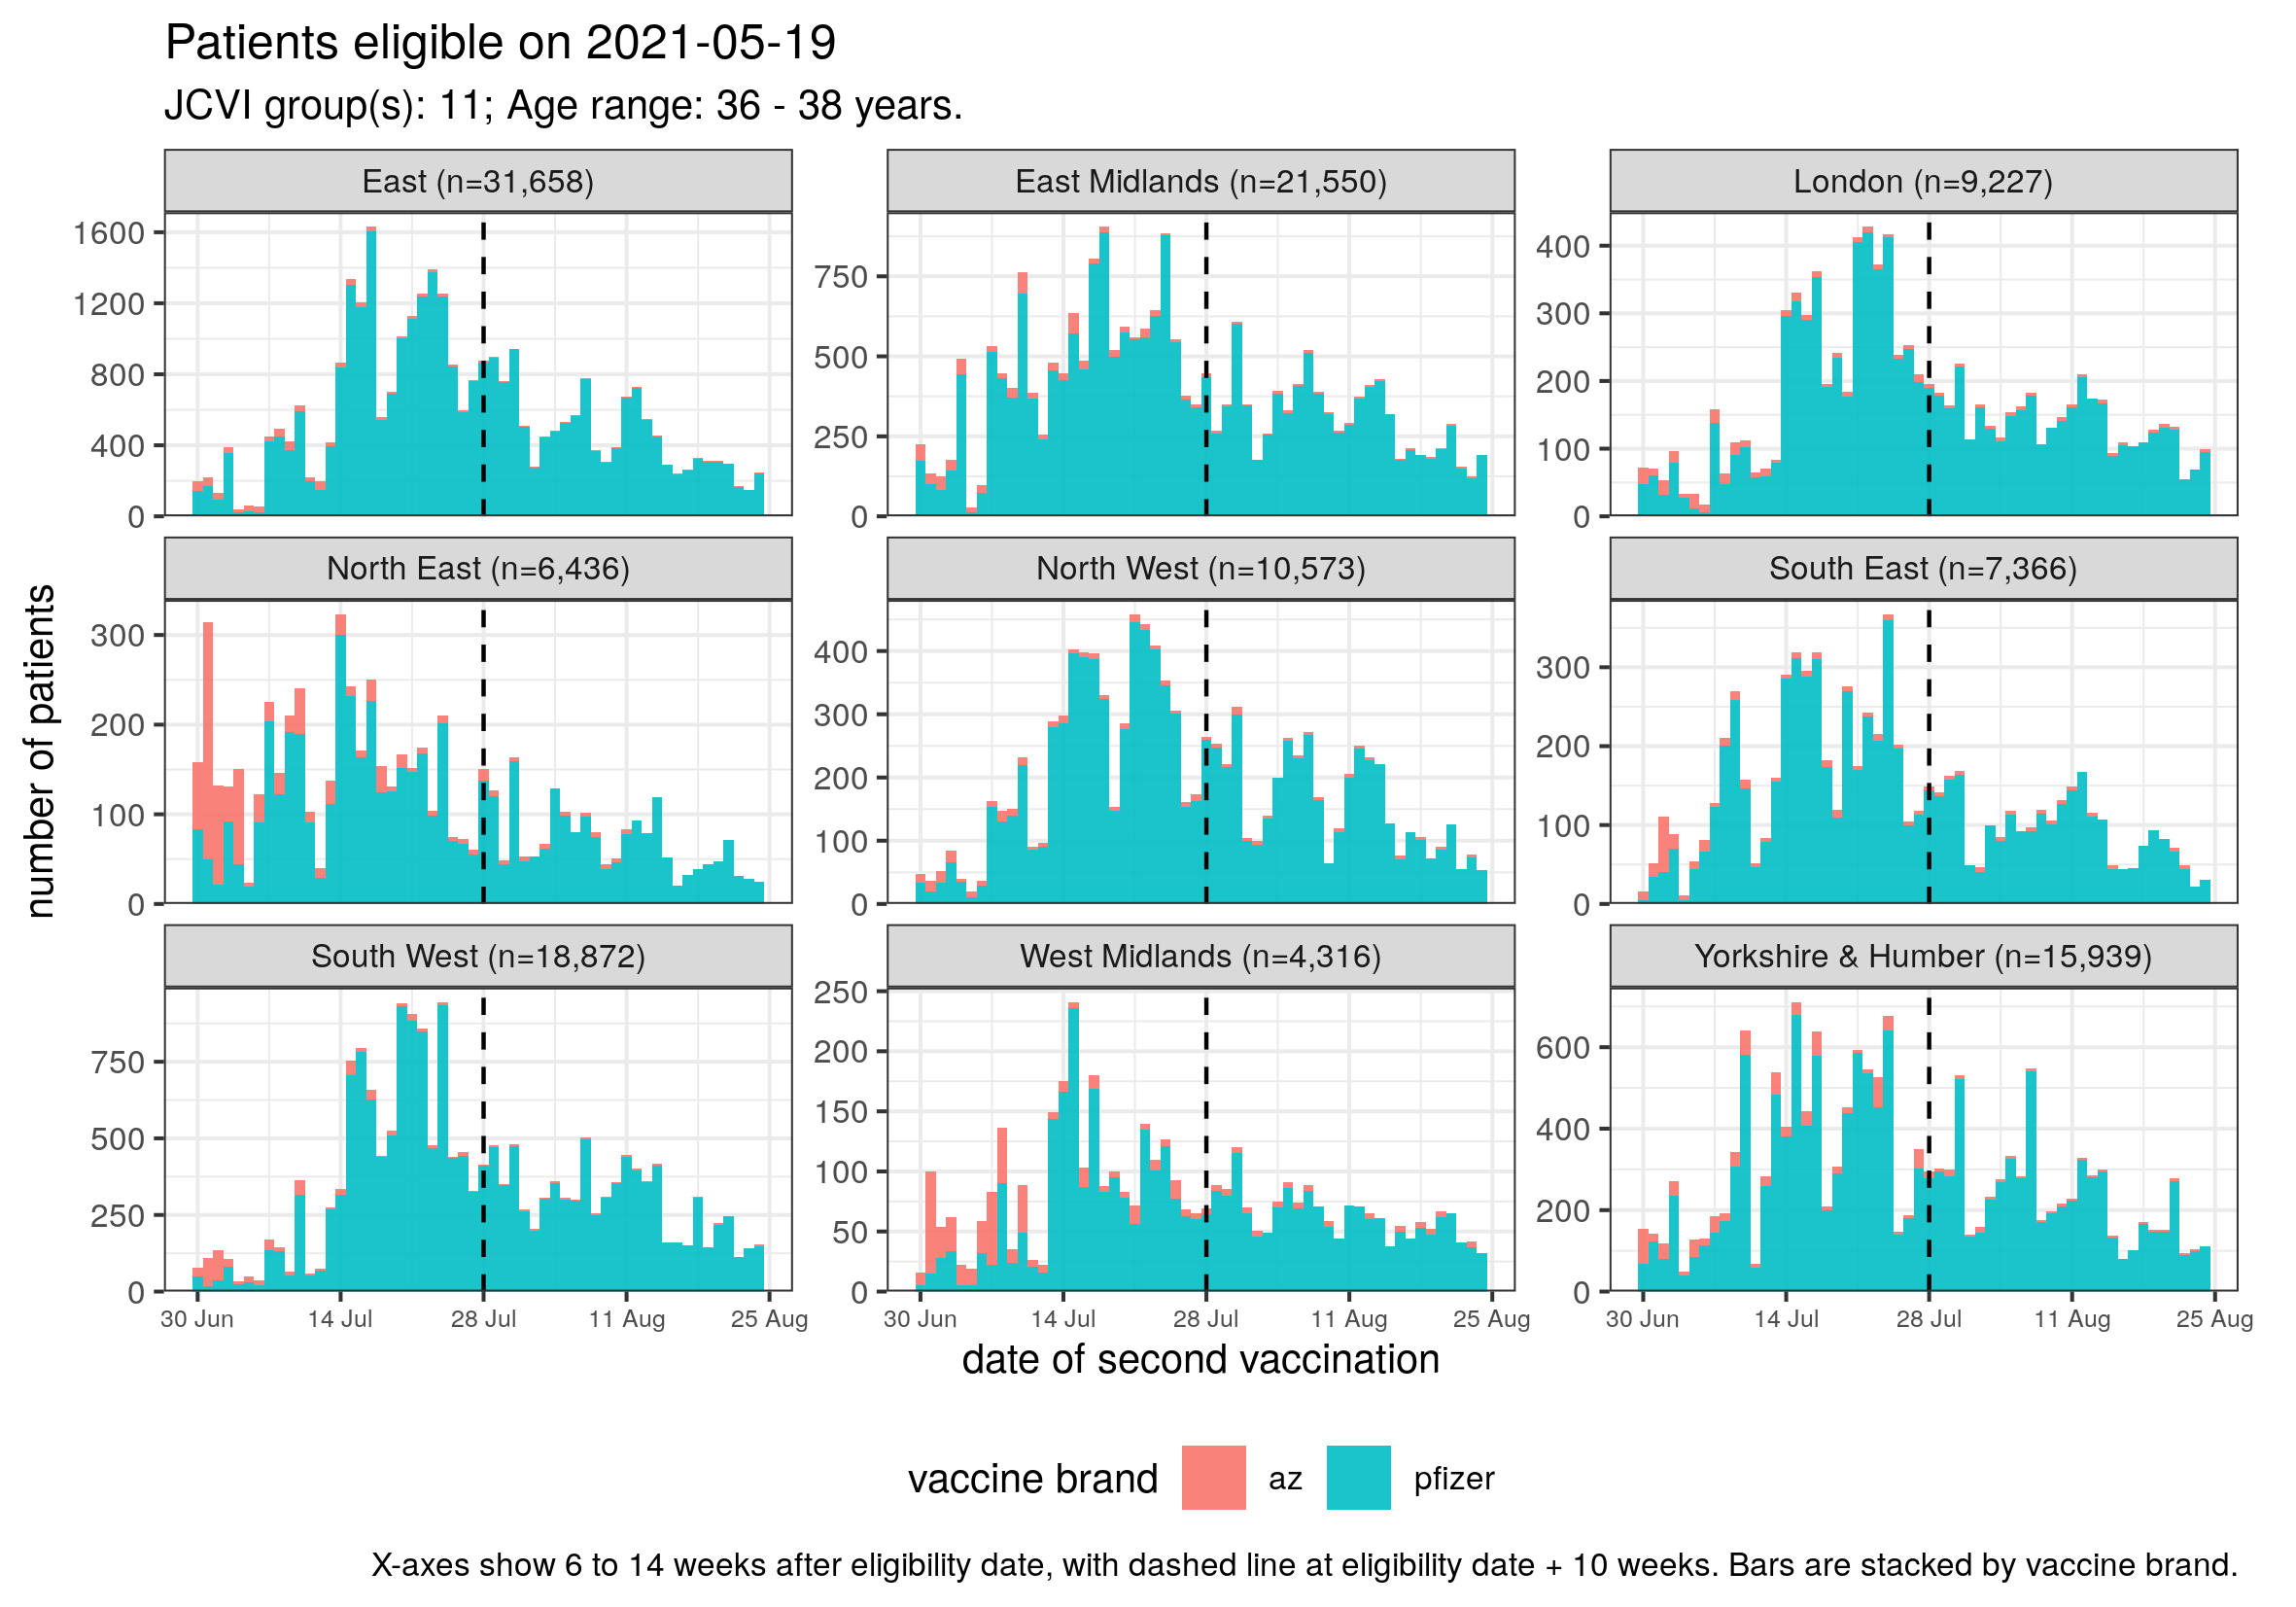 Patients eligible on 2021-05-19
JCVI group(s): 11; Age range: 36 - 38 years.
East (n=31,658)
East Midlands (n=21,550)
London (n=9,227)
1600
1200
800
400
0
750
500
250
0
400
300
200
100
0
North East (n=6,436)
North West (n=10,573)
South East (n=7,366)
300
200
100
0
400
300
200
100
0
300
200
100
0
South West (n=18,872)
West Midlands (n=4,316)
Yorkshire & Humber (n=15,939)
750
500
250
0
250
200
150
100
50
0
600
400
200
0
30 Jun 14 Jul 28 Jul 11 Aug 25 Aug
30 Jun 14 Jul 28 Jul 11 Aug 25 Aug
30 Jun 14 Jul 28 Jul 11 Aug 25 Aug
number of patients
date of second vaccination
vaccine brand az pfizer
X-axes show 6 to 14 weeks after eligibility date, with dashed line at eligibility date + 10 weeks. Bars are stacked by vaccine brand.